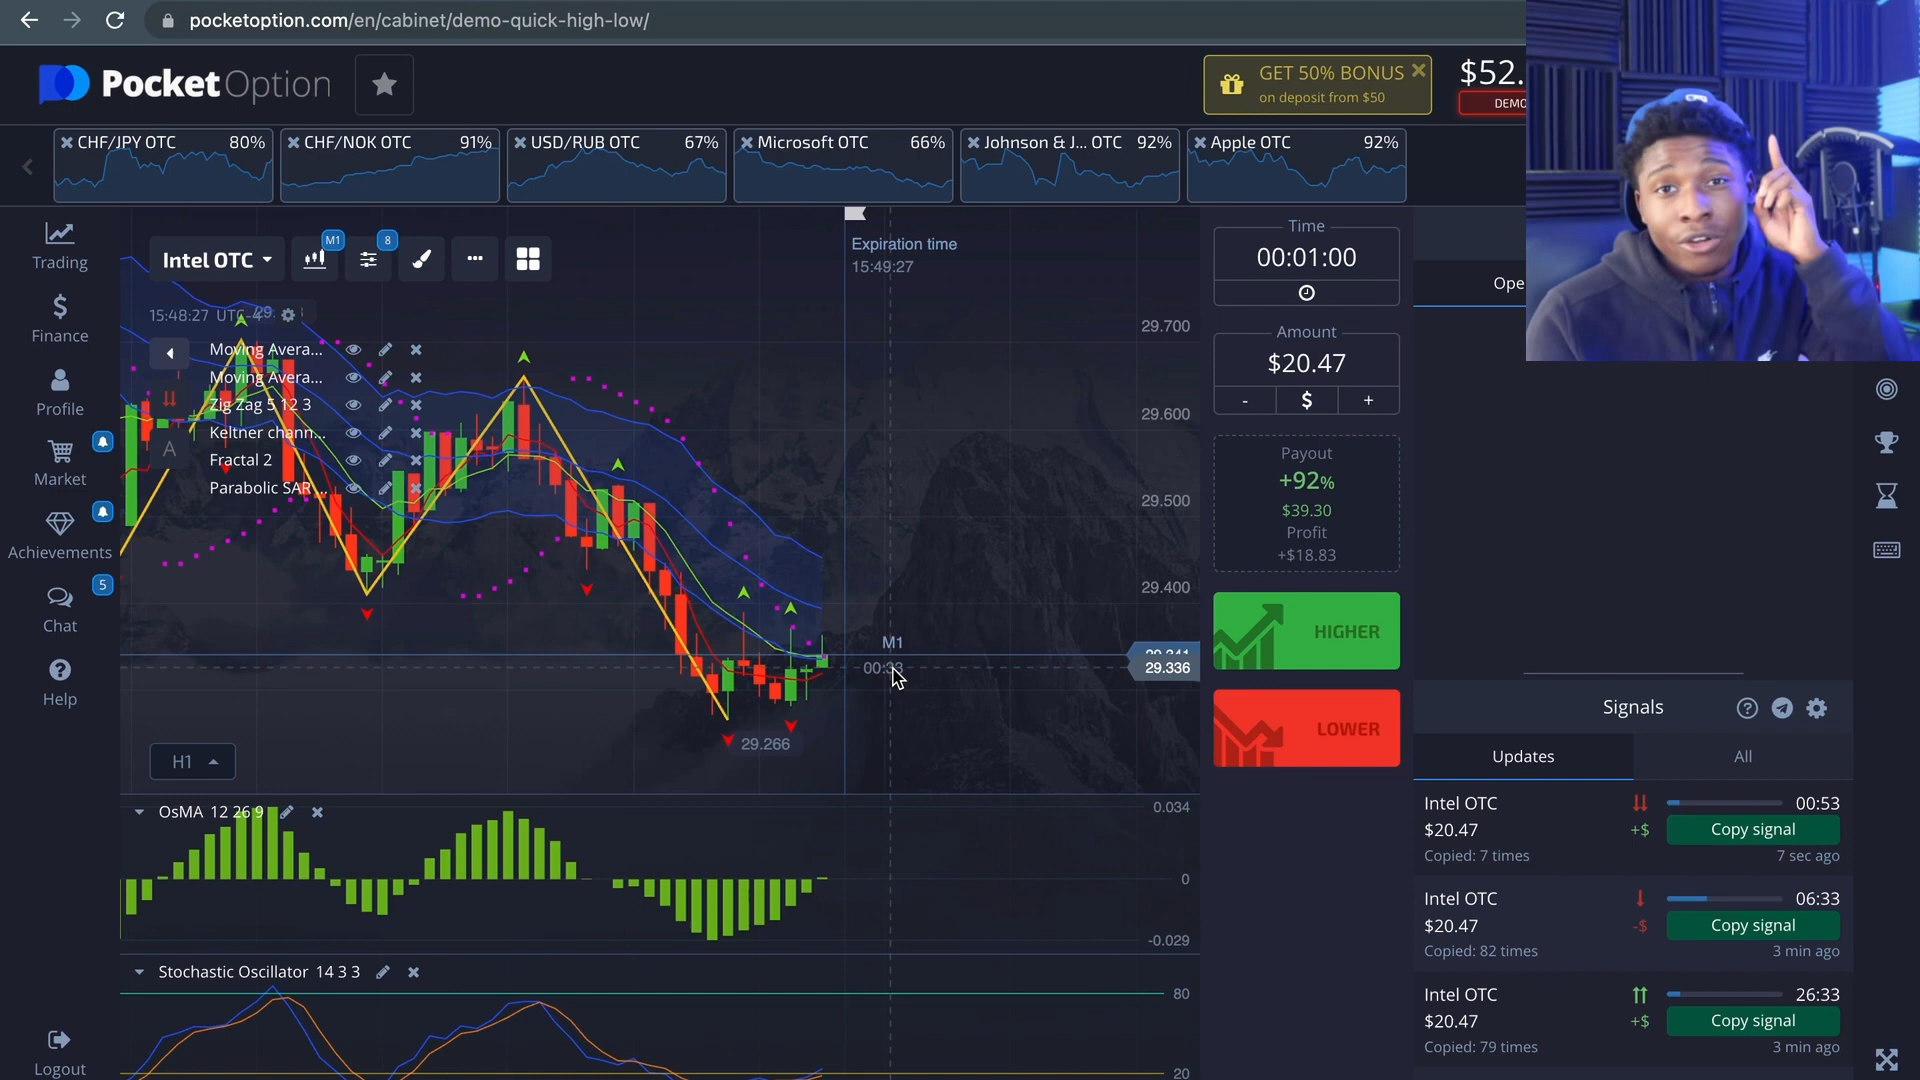 pocketoption.com/en/cabinet/demo-quick-high-low/
PocketOption
GET 50% BONUS
on deposit from $50
$52.
DEMO
CHF/JPY OTC 80%
CHF/NOK OTC 91%
USD/RUB OTC 67%
Microsoft OTC 66%
Johnson & J... OTC 92%
Apple OTC 92%
Trading
Finance
Profile
Market
Achievements
5
Chat
Help
Logout
Intel OTC
M1
8
15:48:27 UTC-4
Moving Avera...
Moving Avera...
Zig Zag 5 12 3
Keltner chann...
Fractal 2
Parabolic SAR...
A
Expiration time
15:49:27
29.700
29.600
29.500
29.400
29.341
29.336
M1
29.266
H1
OsMA 12 26 9
0.034
0
-0.029
Stochastic Oscillator 14 3 3
80
20
Time
00:01:00
Amount
$20.47
- $ +
Payout
+92%
$39.30
Profit
+$18.83
HIGHER
LOWER
Ope
Signals
Updates
All
Intel OTC 00:53
$20.47 +$ Copy signal
Copied: 7 times 7 sec ago
Intel OTC 06:33
$20.47 -$ Copy signal
Copied: 82 times 3 min ago
Intel OTC 26:33
$20.47 +$ Copy signal
Copied: 79 times 3 min ago